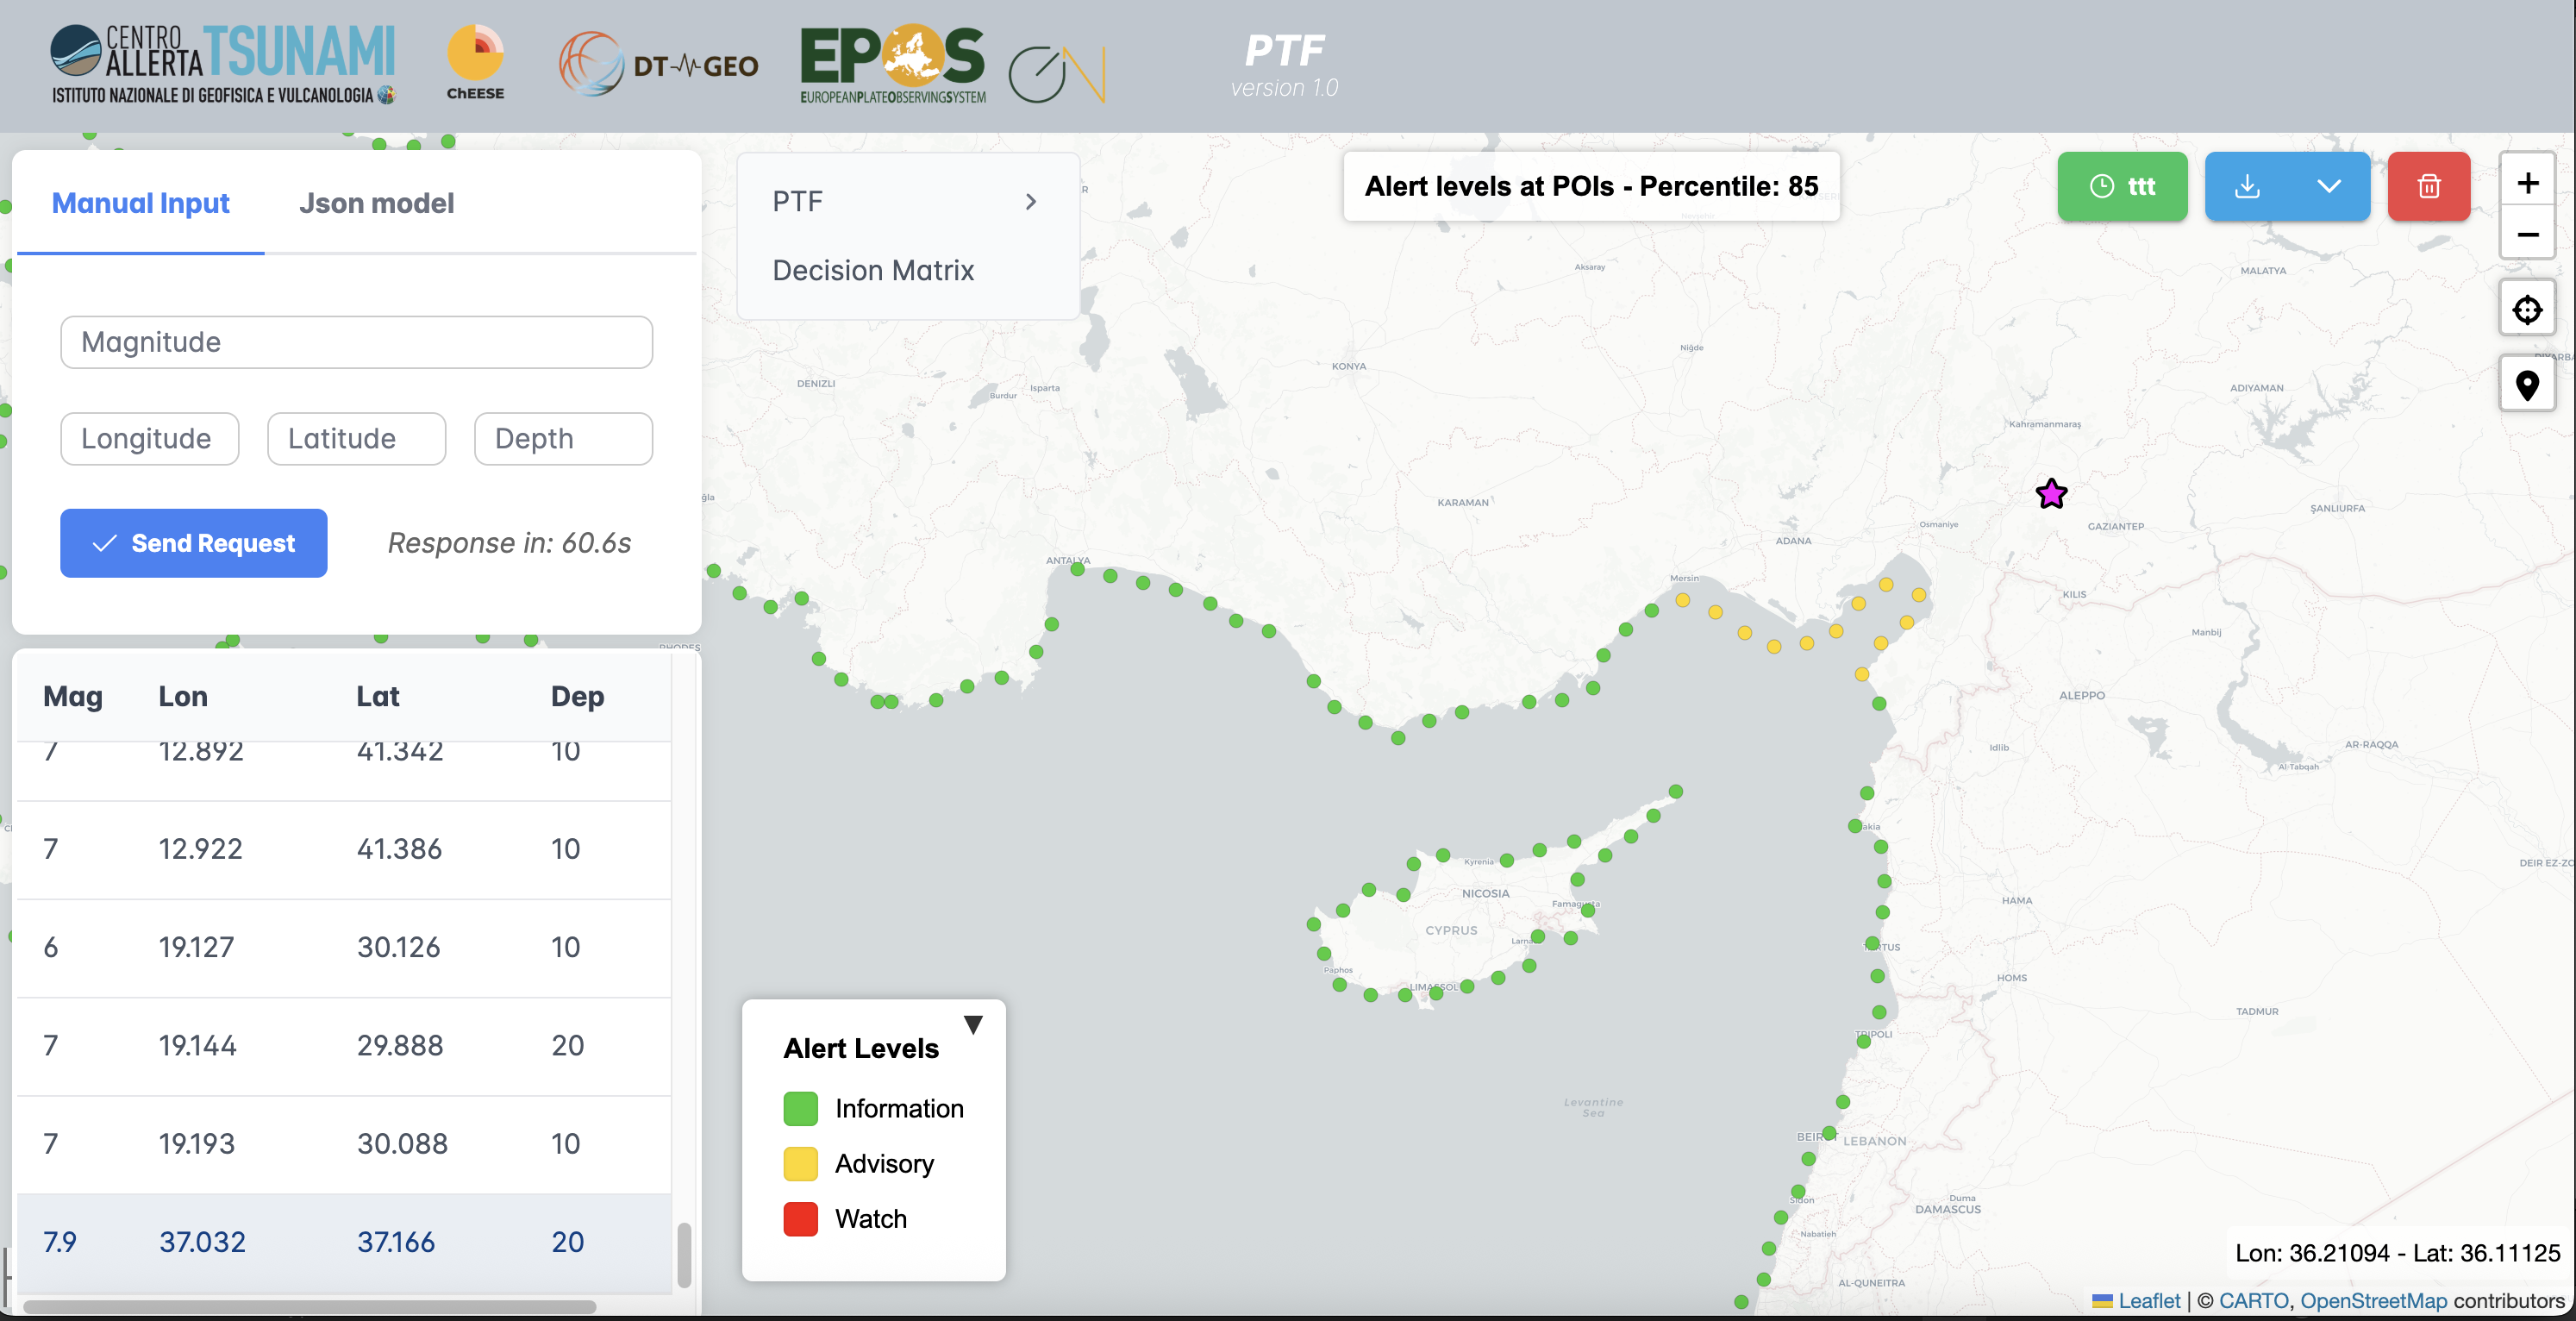 CENTRO
ALLERTA TSUNAMI
ISTITUTO NAZIONALE DI GEOFISICA E VULCANOLOGIA
ChEESE
DT GEO
EPOS
EUROPEANPLATEOBSERVINGSYSTEM
ON
PTF
version 1.0
Manual Input
Json model
Magnitude
Longitude
Latitude
Depth
Send Request
Response in: 60.6s
Mag Lon Lat Dep
7 12.892 41.342 10
7 12.922 41.386 10
6 19.127 30.126 10
7 19.144 29.888 20
7 19.193 30.088 10
7.9 37.032 37.166 20
PTF
Decision Matrix
Alert levels at POIs - Percentile: 85
ttt
+
−
Aksaray
MALATYA
Niğde
KONYA
DENIZLI
Isparta
Burdur
ADIYAMAN
Kahramanmaraş
KARAMAN
ŞANLIURFA
Osmaniye
GAZIANTEP
ADANA
ANTALYA
Mersin
KILIS
Manbij
RHODES
ALEPPO
Idlib
AR-RAQQA
Al-Tabqah
Kyrenia
NICOSIA
Famagusta
CYPRUS
Paphos
LIMASSOL
HAMA
HOMS
TADMUR
TRIPOLI
Levantine
Sea
LEBANON
Sidon
Duma
DAMASCUS
Nabatieh
AL-QUNEITRA
Alert Levels
Information
Advisory
Watch
Lon: 36.21094 - Lat: 36.11125
Leaflet | © CARTO, OpenStreetMap contributors